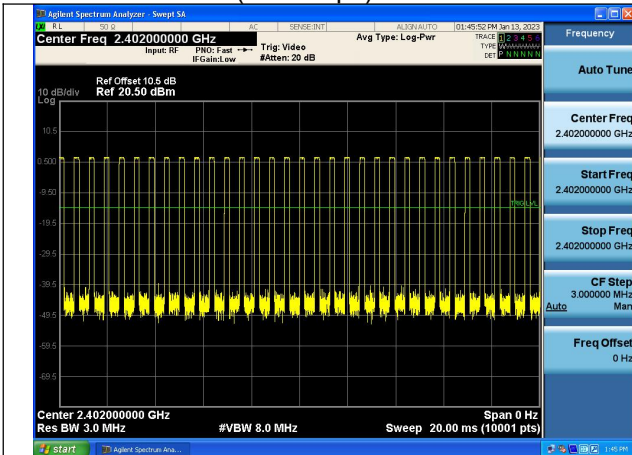 Agilent Spectrum Analyzer - Swept SA
RL 50 Ω AC SENSE:INT ALIGN AUTO 01:45:52 PM Jan 13, 2023
Center Freq 2.402000000 GHz
Input: RF PNO: Fast Trig: Video Avg Type: Log-Pwr TRACE 1 2 3 4 5 6
IFGain:Low #Atten: 20 dB TYPE
DET P N N N N N
Ref Offset 10.5 dB
10 dB/div Ref 20.50 dBm
Log
10.5
0.500
-9.50
TRIG LVL
-19.5
-29.5
-39.5
-49.5
-59.5
-69.5
Center 2.402000000 GHz Span 0 Hz
Res BW 3.0 MHz #VBW 8.0 MHz Sweep 20.00 ms (10001 pts)
Frequency
Auto Tune
Center Freq
2.402000000 GHz
Start Freq
2.402000000 GHz
Stop Freq
2.402000000 GHz
CF Step
3.000000 MHz
Auto Man
Freq Offset
0 Hz
start Agilent Spectrum Ana... 1:45 PM